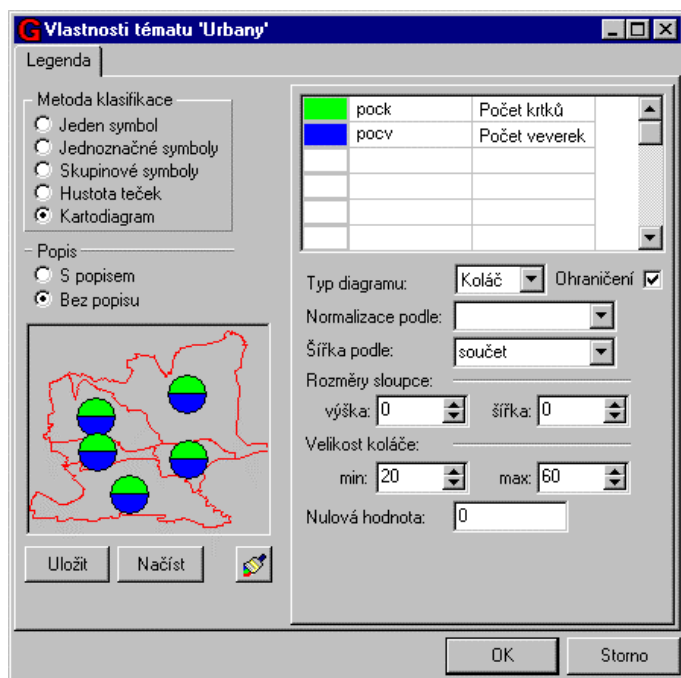 G Vlastnosti tématu 'Urbany'
Legenda
Metoda klasifikace
Jeden symbol
Jednoznačné symboly
Skupinové symboly
Hustota teček
Kartodiagram
Popis
S popisem
Bez popisu
Uložit
Načíst
pock Počet krtků
pocv Počet veverek
Typ diagramu: Koláč Ohraničení
Normalizace podle:
Šířka podle: součet
Rozměry sloupce:
výška: 0 šířka: 0
Velikost koláče:
min: 20 max: 60
Nulová hodnota: 0
OK Storno